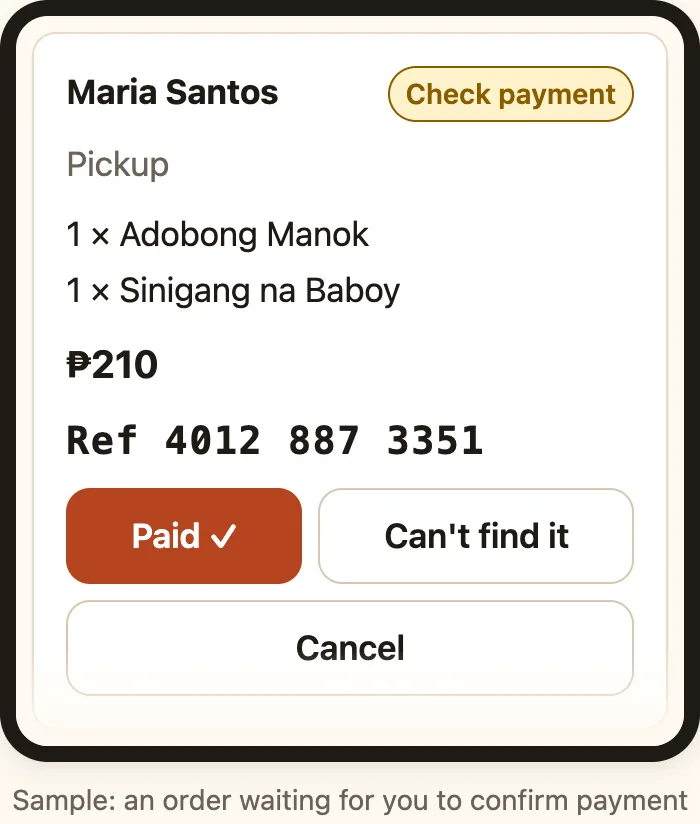 Maria Santos
Check payment
Pickup
1 × Adobong Manok
1 × Sinigang na Baboy
₱210
Ref 4012 887 3351
Paid ✓
Can't find it
Cancel
Sample: an order waiting for you to confirm payment